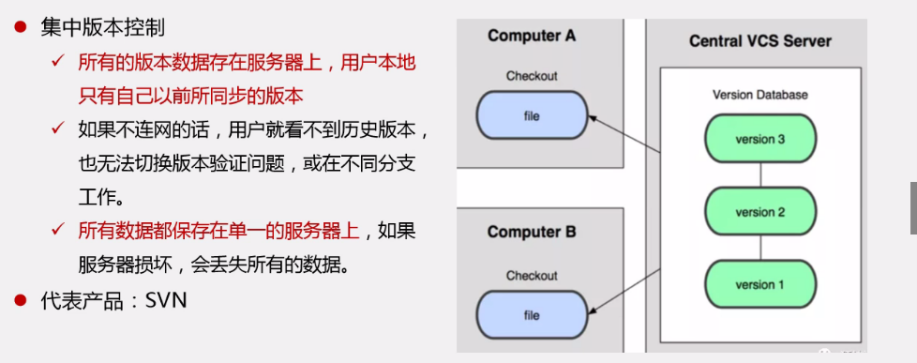 集中版本控制
所有的版本数据存在服务器上，用户本地
只有自己以前所同步的版本
如果不连网的话，用户就看不到历史版本，
也无法切换版本验证问题，或在不同分支
工作。
所有数据都保存在单一的服务器上，如果
服务器损坏，会丢失所有的数据。
代表产品：SVN
Computer A
Checkout
file
Computer B
Checkout
file
Central VCS Server
Version Database
version 3
version 2
version 1